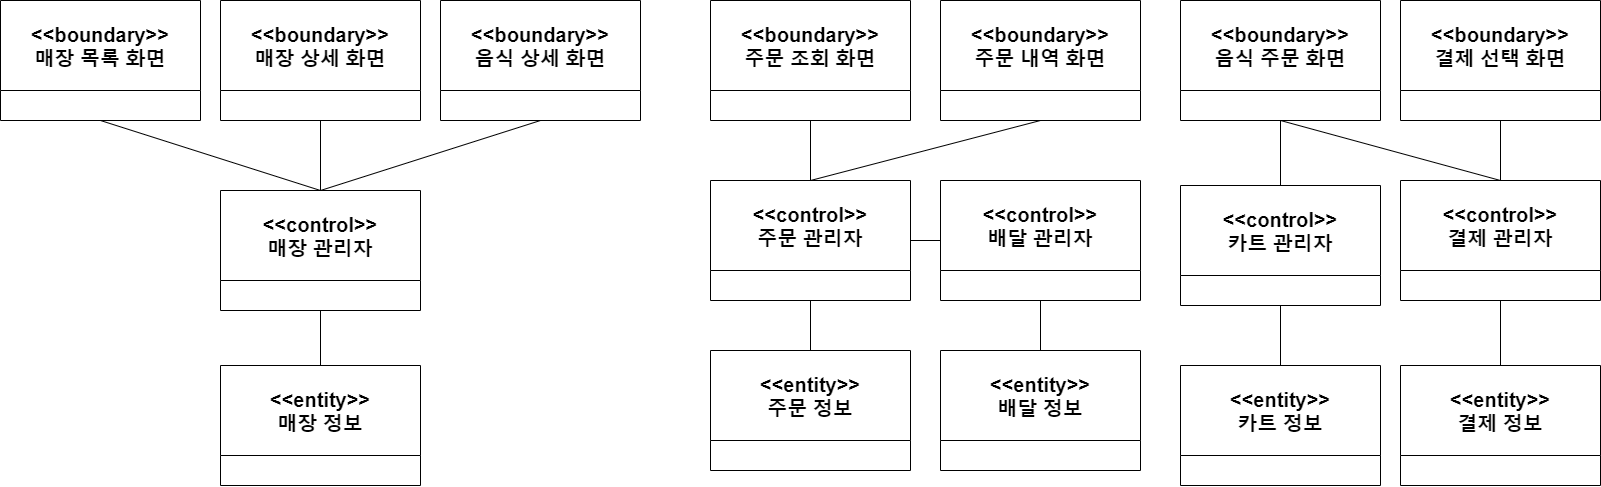 <<boundary>>
매장 목록 화면
<<boundary>>
매장 상세 화면
<<boundary>>
음식 상세 화면
<<boundary>>
주문 조회 화면
<<boundary>>
주문 내역 화면
<<boundary>>
음식 주문 화면
<<boundary>>
결제 선택 화면
<<control>>
매장 관리자
<<control>>
주문 관리자
<<control>>
배달 관리자
<<control>>
카트 관리자
<<control>>
결제 관리자
<<entity>>
매장 정보
<<entity>>
주문 정보
<<entity>>
배달 정보
<<entity>>
카트 정보
<<entity>>
결제 정보